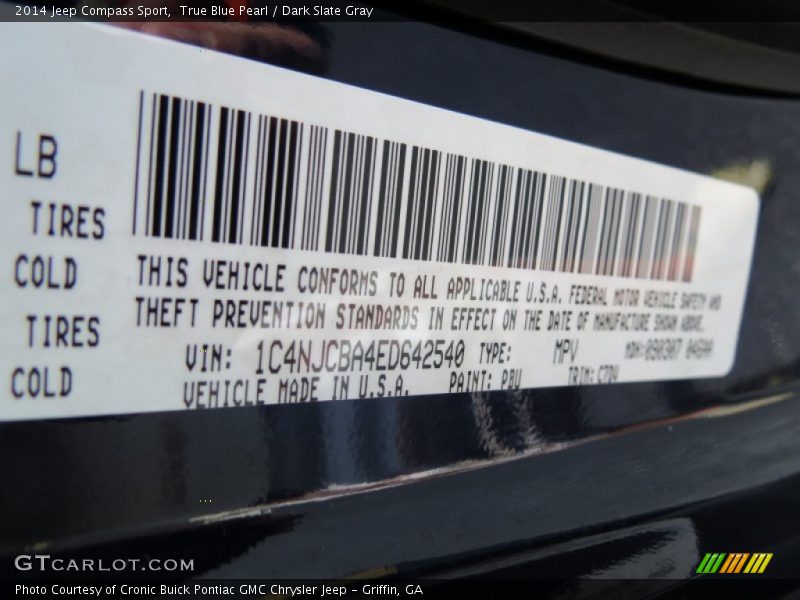 2014 Jeep Compass Sport, True Blue Pearl / Dark Slate Gray
LB
TIRES
COLD
TIRES
COLD
THIS VEHICLE CONFORMS TO ALL APPLICABLE U.S.A. FEDERAL MOTOR VEHICLE SAFETY AND
THEFT PREVENTION STANDARDS IN EFFECT ON THE DATE OF MANUFACTURE SHOWN ABOVE.
VIN: 1C4NJCBA4ED642540 TYPE: MPV MDH:090307
VEHICLE MADE IN U.S.A. PAINT: PBU TRIM: C7D4
GTCARLOT.COM
Photo Courtesy of Cronic Buick Pontiac GMC Chrysler Jeep - Griffin, GA